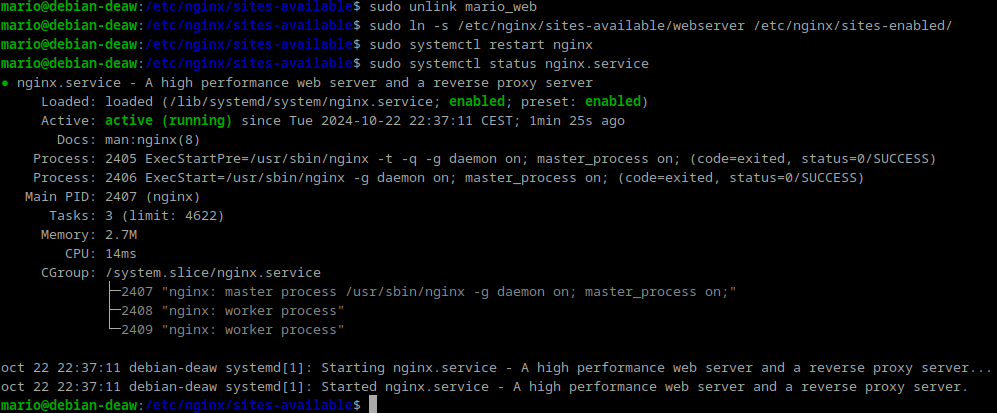 mario@debian-deaw:/etc/nginx/sites-available$ sudo unlink mario_web
mario@debian-deaw:/etc/nginx/sites-available$ sudo ln -s /etc/nginx/sites-available/webserver /etc/nginx/sites-enabled/
mario@debian-deaw:/etc/nginx/sites-available$ sudo systemctl restart nginx
mario@debian-deaw:/etc/nginx/sites-available$ sudo systemctl status nginx.service
● nginx.service - A high performance web server and a reverse proxy server
     Loaded: loaded (/lib/systemd/system/nginx.service; enabled; preset: enabled)
     Active: active (running) since Tue 2024-10-22 22:37:11 CEST; 1min 25s ago
       Docs: man:nginx(8)
    Process: 2405 ExecStartPre=/usr/sbin/nginx -t -q -g daemon on; master_process on; (code=exited, status=0/SUCCESS)
    Process: 2406 ExecStart=/usr/sbin/nginx -g daemon on; master_process on; (code=exited, status=0/SUCCESS)
   Main PID: 2407 (nginx)
      Tasks: 3 (limit: 4622)
     Memory: 2.7M
        CPU: 14ms
     CGroup: /system.slice/nginx.service
             ├─2407 "nginx: master process /usr/sbin/nginx -g daemon on; master_process on;"
             ├─2408 "nginx: worker process"
             └─2409 "nginx: worker process"
oct 22 22:37:11 debian-deaw systemd[1]: Starting nginx.service - A high performance web server and a reverse proxy server...
oct 22 22:37:11 debian-deaw systemd[1]: Started nginx.service - A high performance web server and a reverse proxy server.
mario@debian-deaw:/etc/nginx/sites-available$